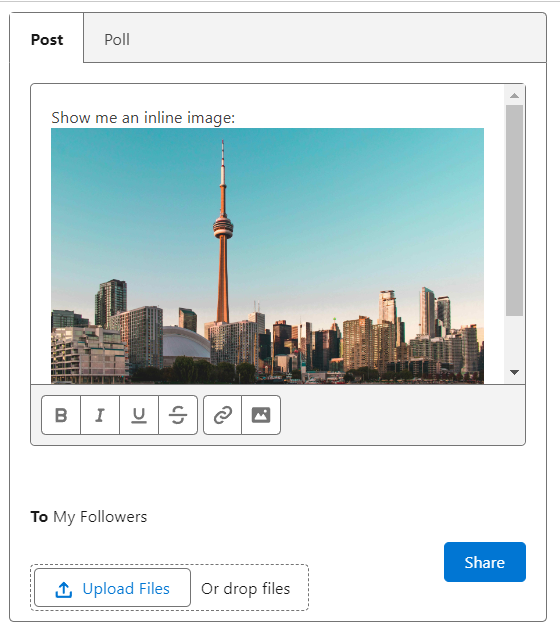 Post
Poll
Show me an inline image:
B I U S
To My Followers
Share
Upload Files Or drop files